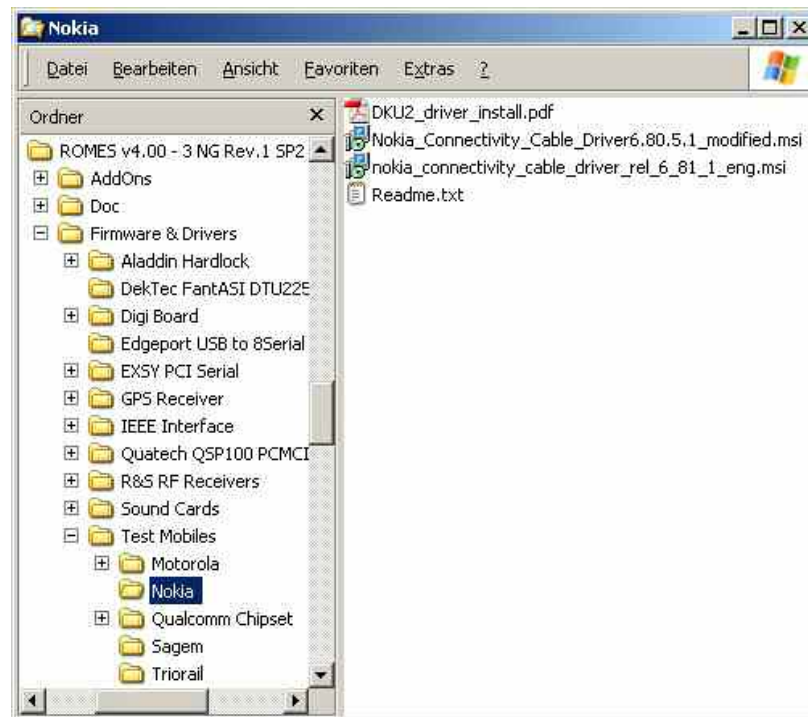 Nokia
Datei Bearbeiten Ansicht Favoriten Extras ?
Ordner
ROMES v4.00 - 3 NG Rev.1 SP2
AddOns
Doc
Firmware & Drivers
Aladdin Hardlock
DekTec FantASI DTU225
Digi Board
Edgeport USB to 8Serial
EXSY PCI Serial
GPS Receiver
IEEE Interface
Quatech QSP100 PCMCI
R&S RF Receivers
Sound Cards
Test Mobiles
Motorola
Nokia
Qualcomm Chipset
Sagem
Triorail
DKU2_driver_install.pdf
Nokia_Connectivity_Cable_Driver6.80.5.1_modified.msi
nokia_connectivity_cable_driver_rel_6_81_1_eng.msi
Readme.txt